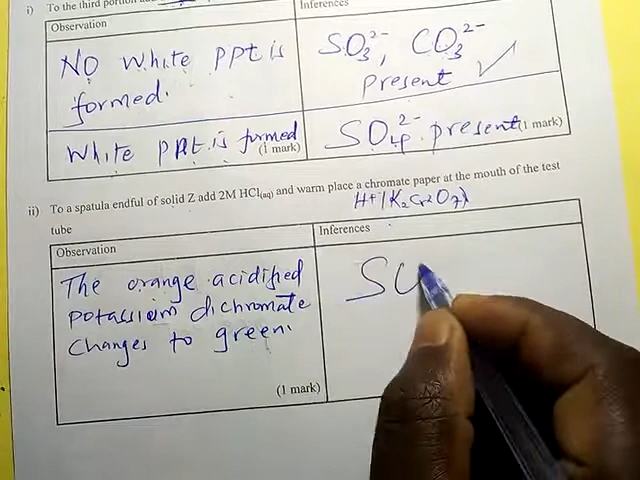 i) To the third portion add
Observation
Inferences
NO white ppt is
formed.
SO₃²⁻, CO₃²⁻
present ✓
White ppt is formed
(1 mark)
SO₄²⁻ present
(1 mark)
ii) To a spatula endful of solid Z add 2M HCl(aq) and warm place a chromate paper at the mouth of the test
tube
H+/K₂Cr₂O₇)
Observation
Inferences
The orange acidified
potassium dichromate
changes to green.
(1 mark)
SO